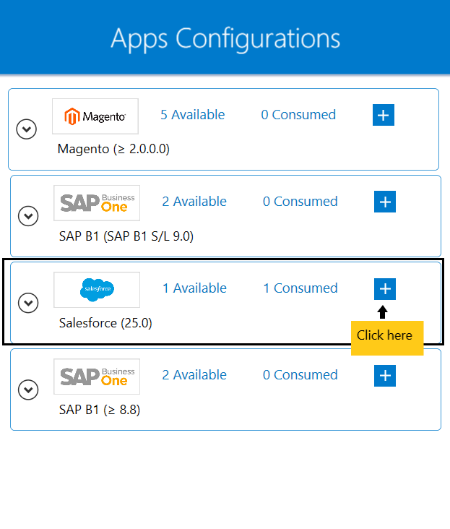 Apps Configurations
Magento 5 Available 0 Consumed +
Magento (≥ 2.0.0.0)
SAP Business One 2 Available 0 Consumed +
SAP B1 (SAP B1 S/L 9.0)
salesforce 1 Available 1 Consumed +
Salesforce (25.0)
Click here
SAP Business One 2 Available 0 Consumed +
SAP B1 (≥ 8.8)